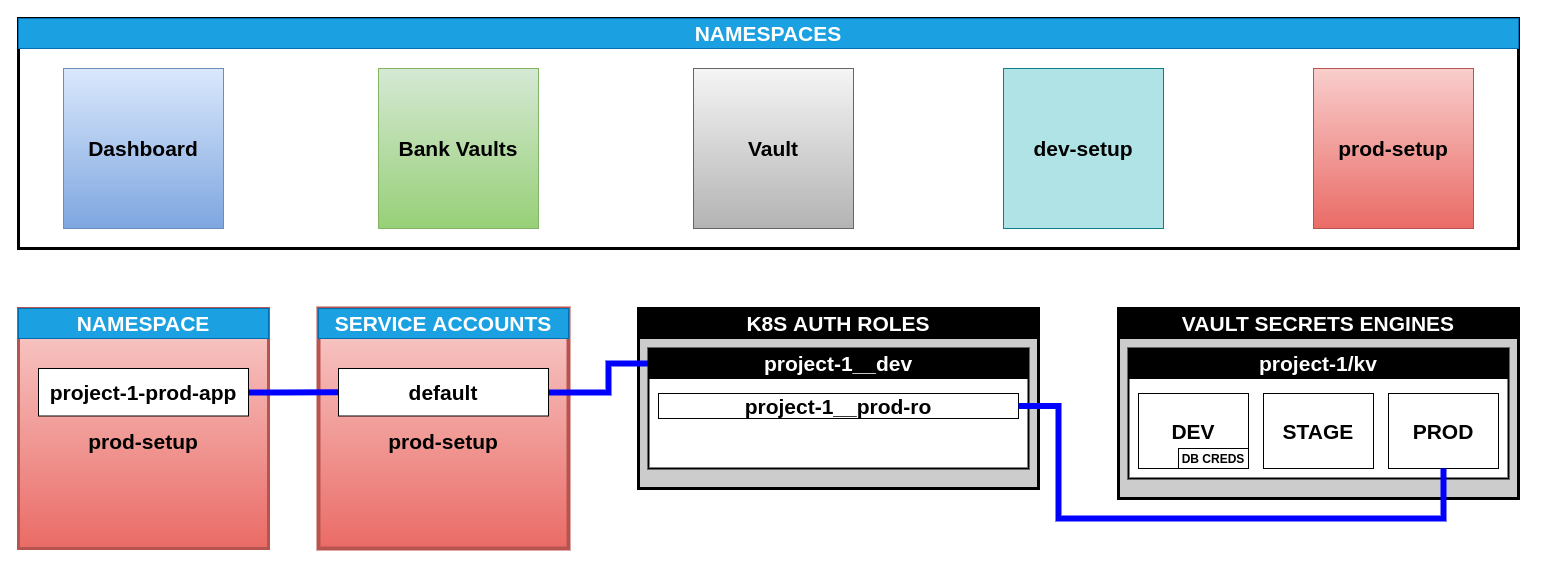 NAMESPACES
Dashboard
Bank Vaults
Vault
dev-setup
prod-setup
NAMESPACE
project-1-prod-app
prod-setup
SERVICE ACCOUNTS
default
prod-setup
K8S AUTH ROLES
project-1__dev
project-1__prod-ro
VAULT SECRETS ENGINES
project-1/kv
DEV
DB CREDS
STAGE
PROD